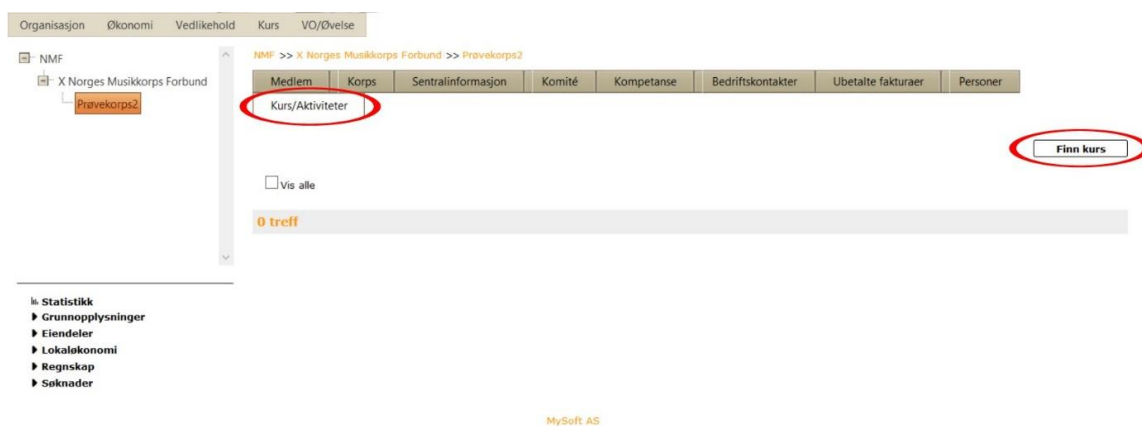 Organisasjon Økonomi Vedlikehold Kurs VO/Øvelse
NMF
X Norges Musikkorps Forbund
Prøvekorps2
NMF >> X Norges Musikkorps Forbund >> Prøvekorps2
Medlem Korps Sentralinformasjon Komité Kompetanse Bedriftskontakter Ubetalte fakturaer Personer
Kurs/Aktiviteter
Finn kurs
Vis alle
0 treff
Statistikk
Grunnopplysninger
Eiendeler
Lokaløkonomi
Regnskap
Søknader
MySoft AS